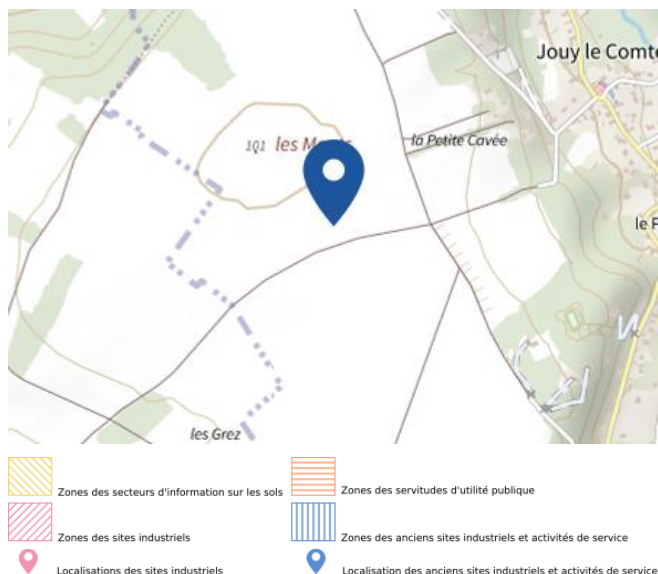 Jouy le Comte
101 les
la Petite Cavée
le
les Grez
Zones des secteurs d'information sur les sols
Zones des servitudes d'utilité publique
Zones des sites industriels
Zones des anciens sites industriels et activités de service
Localisations des sites industriels
Localisation des anciens sites industriels et activités de service